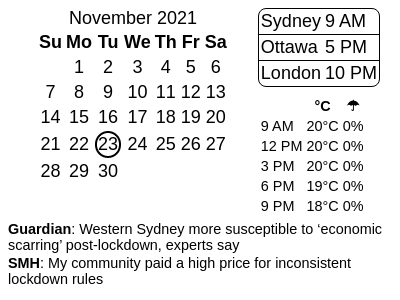 November 2021
Su Mo Tu We Th Fr Sa
1 2 3 4 5 6
7 8 9 10 11 12 13
14 15 16 17 18 19 20
21 22 23 24 25 26 27
28 29 30
Sydney 9 AM
Ottawa 5 PM
London 10 PM
°C ☂
9 AM 20°C 0%
12 PM 20°C 0%
3 PM 20°C 0%
6 PM 19°C 0%
9 PM 18°C 0%
Guardian: Western Sydney more susceptible to ‘economic
scarring’ post-lockdown, experts say
SMH: My community paid a high price for inconsistent
lockdown rules